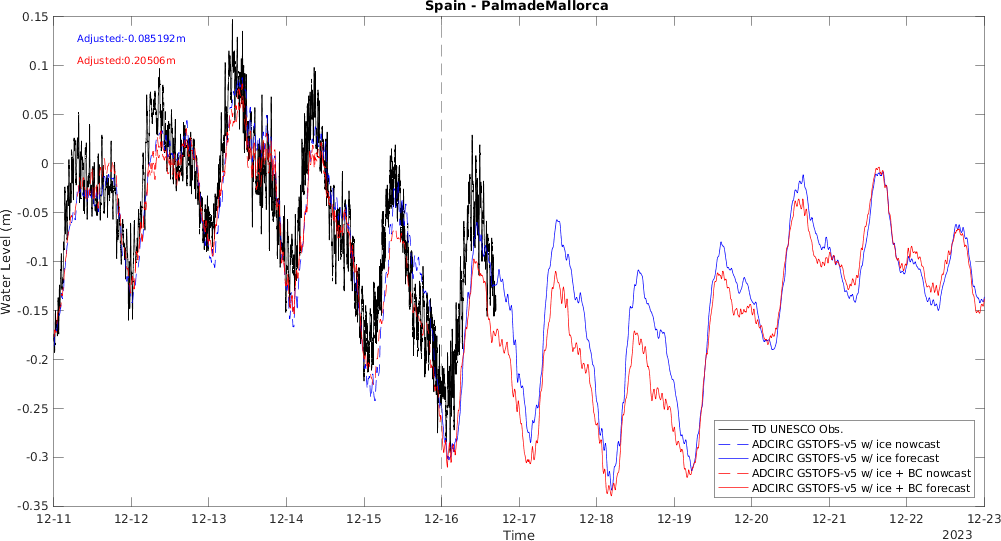 Spain - PalmadeMallorca
Adjusted:-0.085192m
Adjusted:0.20506m
0.15
0.1
0.05
0
-0.05
-0.1
-0.15
-0.2
-0.25
-0.3
-0.35
Water Level (m)
TD UNESCO Obs.
ADCIRC GSTOFS-v5 w/ ice nowcast
ADCIRC GSTOFS-v5 w/ ice forecast
ADCIRC GSTOFS-v5 w/ ice + BC nowcast
ADCIRC GSTOFS-v5 w/ ice + BC forecast
12-11 12-12 12-13 12-14 12-15 12-16 12-17 12-18 12-19 12-20 12-21 12-22 12-23
Time
2023